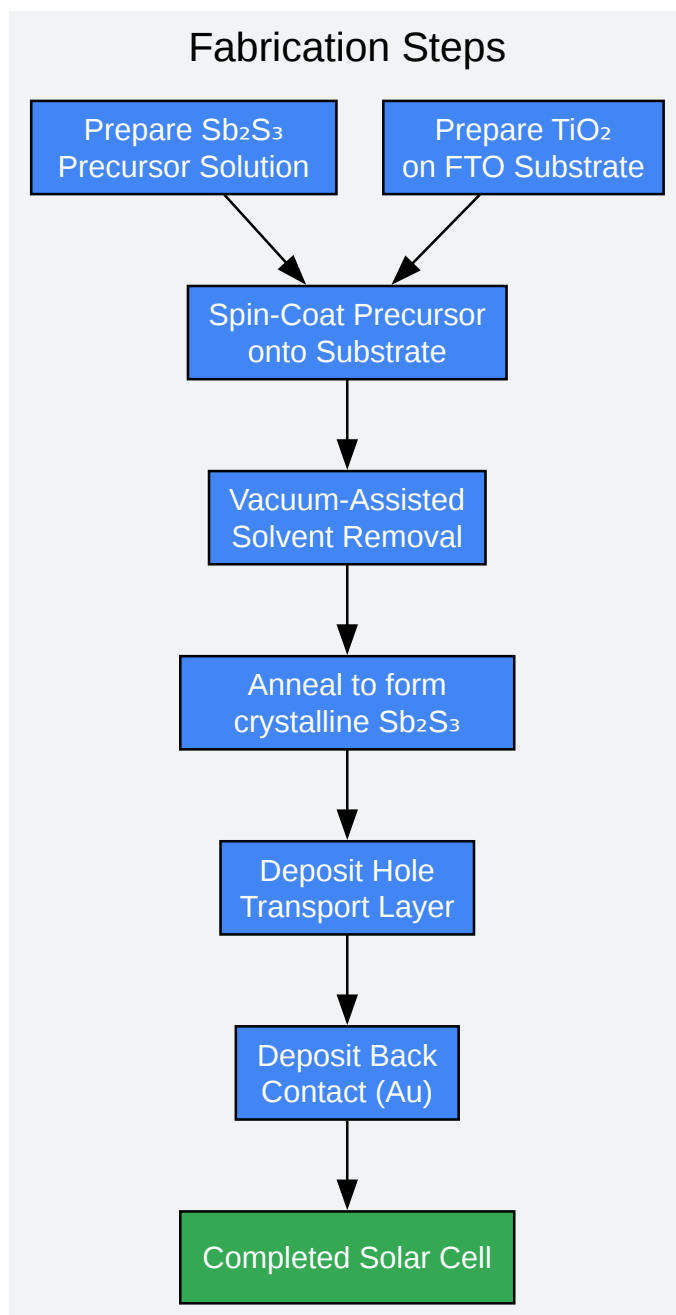 Fabrication Steps
Prepare Sb₂S₃
Precursor Solution
Prepare TiO₂
on FTO Substrate
Spin-Coat Precursor
onto Substrate
Vacuum-Assisted
Solvent Removal
Anneal to form
crystalline Sb₂S₃
Deposit Hole
Transport Layer
Deposit Back
Contact (Au)
Completed Solar Cell